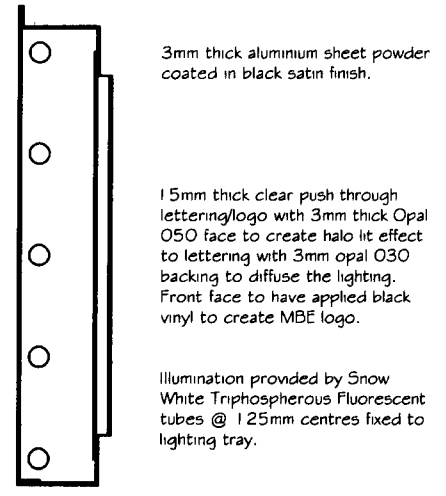 3mm thick aluminium sheet powder
coated in black satin finish.
15mm thick clear push through
lettering/logo with 3mm thick Opal
050 face to create halo lit effect
to lettering with 3mm opal 030
backing to diffuse the lighting.
Front face to have applied black
vinyl to create MBE logo.
Illumination provided by Snow
White Triphospherous Fluorescent
tubes @ 125mm centres fixed to
lighting tray.